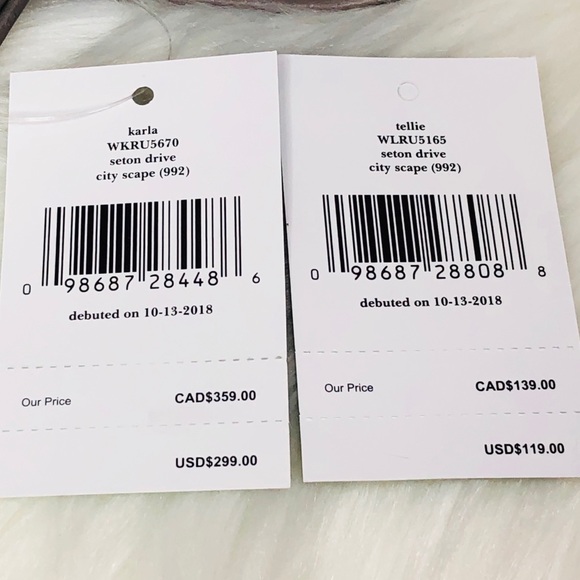 karla
WKRU5670
seton drive
city scape (992)
0 98687 28448 6
debuted on 10-13-2018
Our Price CAD$359.00
USD$299.00
tellie
WLRU5165
seton drive
city scape (992)
0 98687 28808 8
debuted on 10-13-2018
Our Price CAD$139.00
USD$119.00